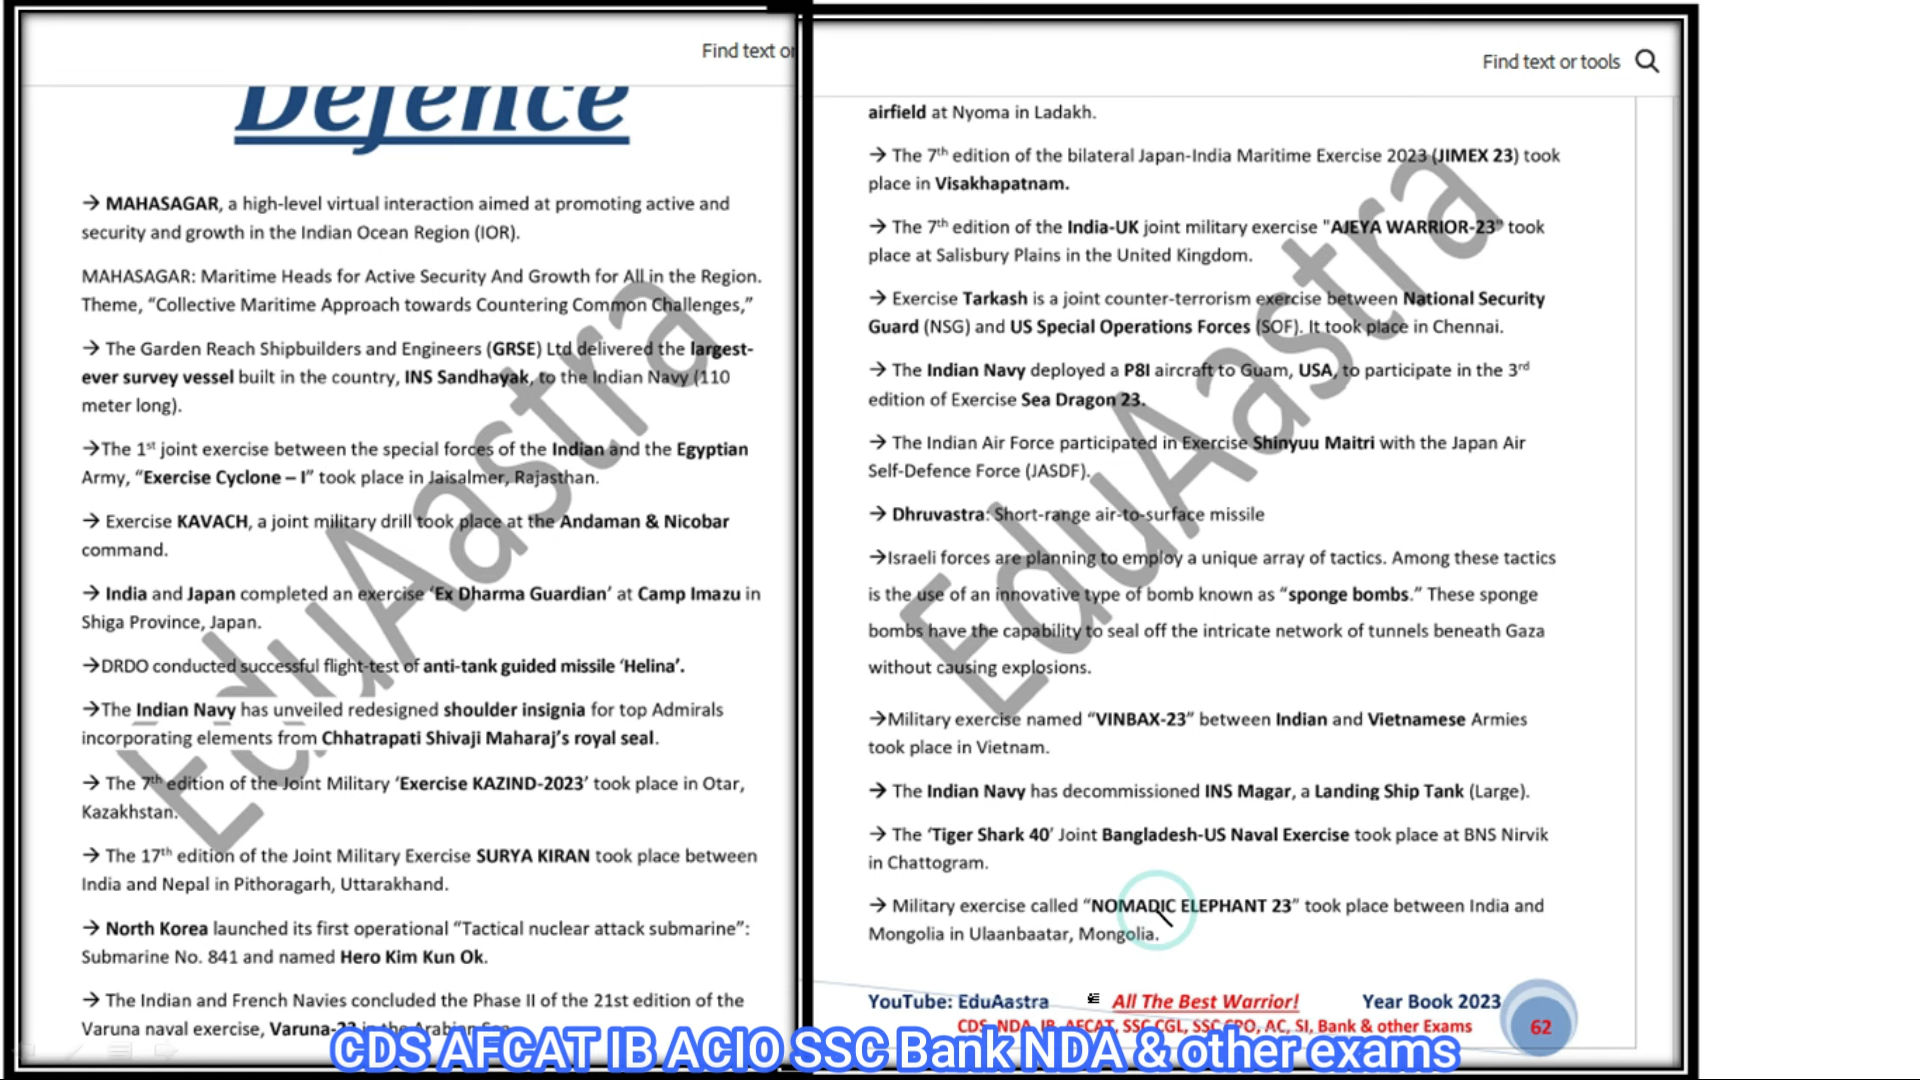 Find text or
Defence
→ MAHASAGAR, a high-level virtual interaction aimed at promoting active and
security and growth in the Indian Ocean Region (IOR).
MAHASAGAR: Maritime Heads for Active Security And Growth for All in the Region.
Theme, “Collective Maritime Approach towards Countering Common Challenges,”
→ The Garden Reach Shipbuilders and Engineers (GRSE) Ltd delivered the largest-
ever survey vessel built in the country, INS Sandhayak, to the Indian Navy (110
meter long).
→The 1st joint exercise between the special forces of the Indian and the Egyptian
Army, “Exercise Cyclone – I” took place in Jaisalmer, Rajasthan.
→ Exercise KAVACH, a joint military drill took place at the Andaman & Nicobar
command.
→ India and Japan completed an exercise ‘Ex Dharma Guardian’ at Camp Imazu in
Shiga Province, Japan.
→DRDO conducted successful flight-test of anti-tank guided missile ‘Helina’.
→The Indian Navy has unveiled redesigned shoulder insignia for top Admirals
incorporating elements from Chhatrapati Shivaji Maharaj’s royal seal.
→ The 7th edition of the Joint Military ‘Exercise KAZIND-2023’ took place in Otar,
Kazakhstan.
→ The 17th edition of the Joint Military Exercise SURYA KIRAN took place between
India and Nepal in Pithoragarh, Uttarakhand.
→ North Korea launched its first operational “Tactical nuclear attack submarine”:
Submarine No. 841 and named Hero Kim Kun Ok.
→ The Indian and French Navies concluded the Phase II of the 21st edition of the
Varuna naval exercise, Varuna-23 in the Arabian Sea.
EduAastra
Find text or tools
airfield at Nyoma in Ladakh.
→ The 7th edition of the bilateral Japan-India Maritime Exercise 2023 (JIMEX 23) took
place in Visakhapatnam.
→ The 7th edition of the India-UK joint military exercise "AJEYA WARRIOR-23" took
place at Salisbury Plains in the United Kingdom.
→ Exercise Tarkash is a joint counter-terrorism exercise between National Security
Guard (NSG) and US Special Operations Forces (SOF). It took place in Chennai.
→ The Indian Navy deployed a P8I aircraft to Guam, USA, to participate in the 3rd
edition of Exercise Sea Dragon 23.
→ The Indian Air Force participated in Exercise Shinyuu Maitri with the Japan Air
Self-Defence Force (JASDF).
→ Dhruvastra: Short-range air-to-surface missile
→Israeli forces are planning to employ a unique array of tactics. Among these tactics
is the use of an innovative type of bomb known as “sponge bombs.” These sponge
bombs have the capability to seal off the intricate network of tunnels beneath Gaza
without causing explosions.
→Military exercise named “VINBAX-23” between Indian and Vietnamese Armies
took place in Vietnam.
→ The Indian Navy has decommissioned INS Magar, a Landing Ship Tank (Large).
→ The ‘Tiger Shark 40’ Joint Bangladesh-US Naval Exercise took place at BNS Nirvik
in Chattogram.
→ Military exercise called “NOMADIC ELEPHANT 23” took place between India and
Mongolia in Ulaanbaatar, Mongolia.
EduAastra
YouTube: EduAastra All The Best Warrior! Year Book 2023
CDS, NDA, IB, AFCAT, SSC CGL, SSC CPO, AC, SI, Bank & other Exams
62
CDS AFCAT IB ACIO SSC Bank NDA & other exams